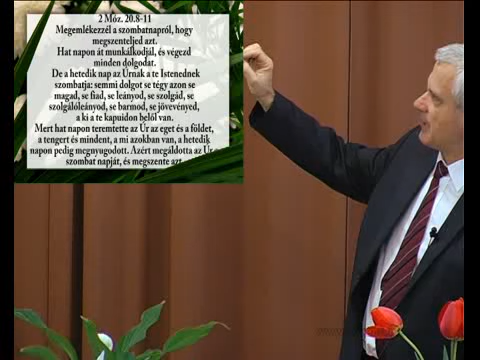 2 Móz. 20.8-11
Megemlékezzél a szombatnapról, hogy
megszenteljed azt.
Hat napon át munkálkodjál, és végezd
minden dolgodat.
De a hetedik nap az Úrnak a te Istenednek
szombatja: semmi dolgot se tégy azon se
magad, se fiad, se leányod, se szolgád, se
szolgálóleányod, se barmod, se jövevényed,
a ki a te kapuidon belől van.
Mert hat napon teremtette az Úr az eget és a földet,
a tengert és mindent, a mi azokban van, a hetedik
napon pedig megnyugodott. Azért megáldotta az Úr a
szombat napját, és megszente azt.